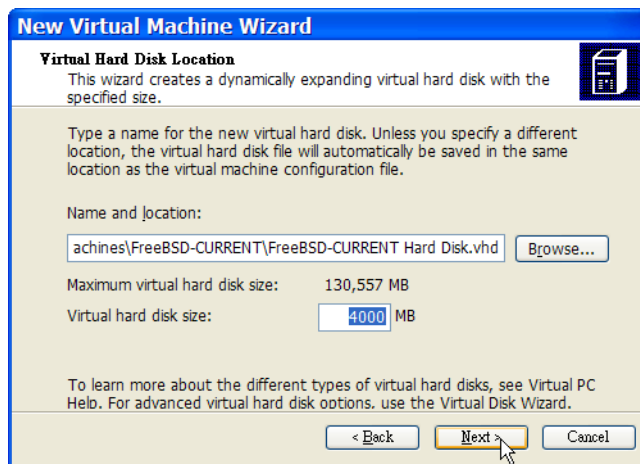 New Virtual Machine Wizard
Virtual Hard Disk Location
This wizard creates a dynamically expanding virtual hard disk with the
specified size.
Type a name for the new virtual hard disk. Unless you specify a different
location, the virtual hard disk file will automatically be saved in the same
location as the virtual machine configuration file.
Name and location:
achines\FreeBSD-CURRENT\FreeBSD-CURRENT Hard Disk.vhd Browse...
Maximum virtual hard disk size: 130,557 MB
Virtual hard disk size: 4000 MB
To learn more about the different types of virtual hard disks, see Virtual PC
Help. For advanced virtual hard disk options, use the Virtual Disk Wizard.
< Back Next > Cancel